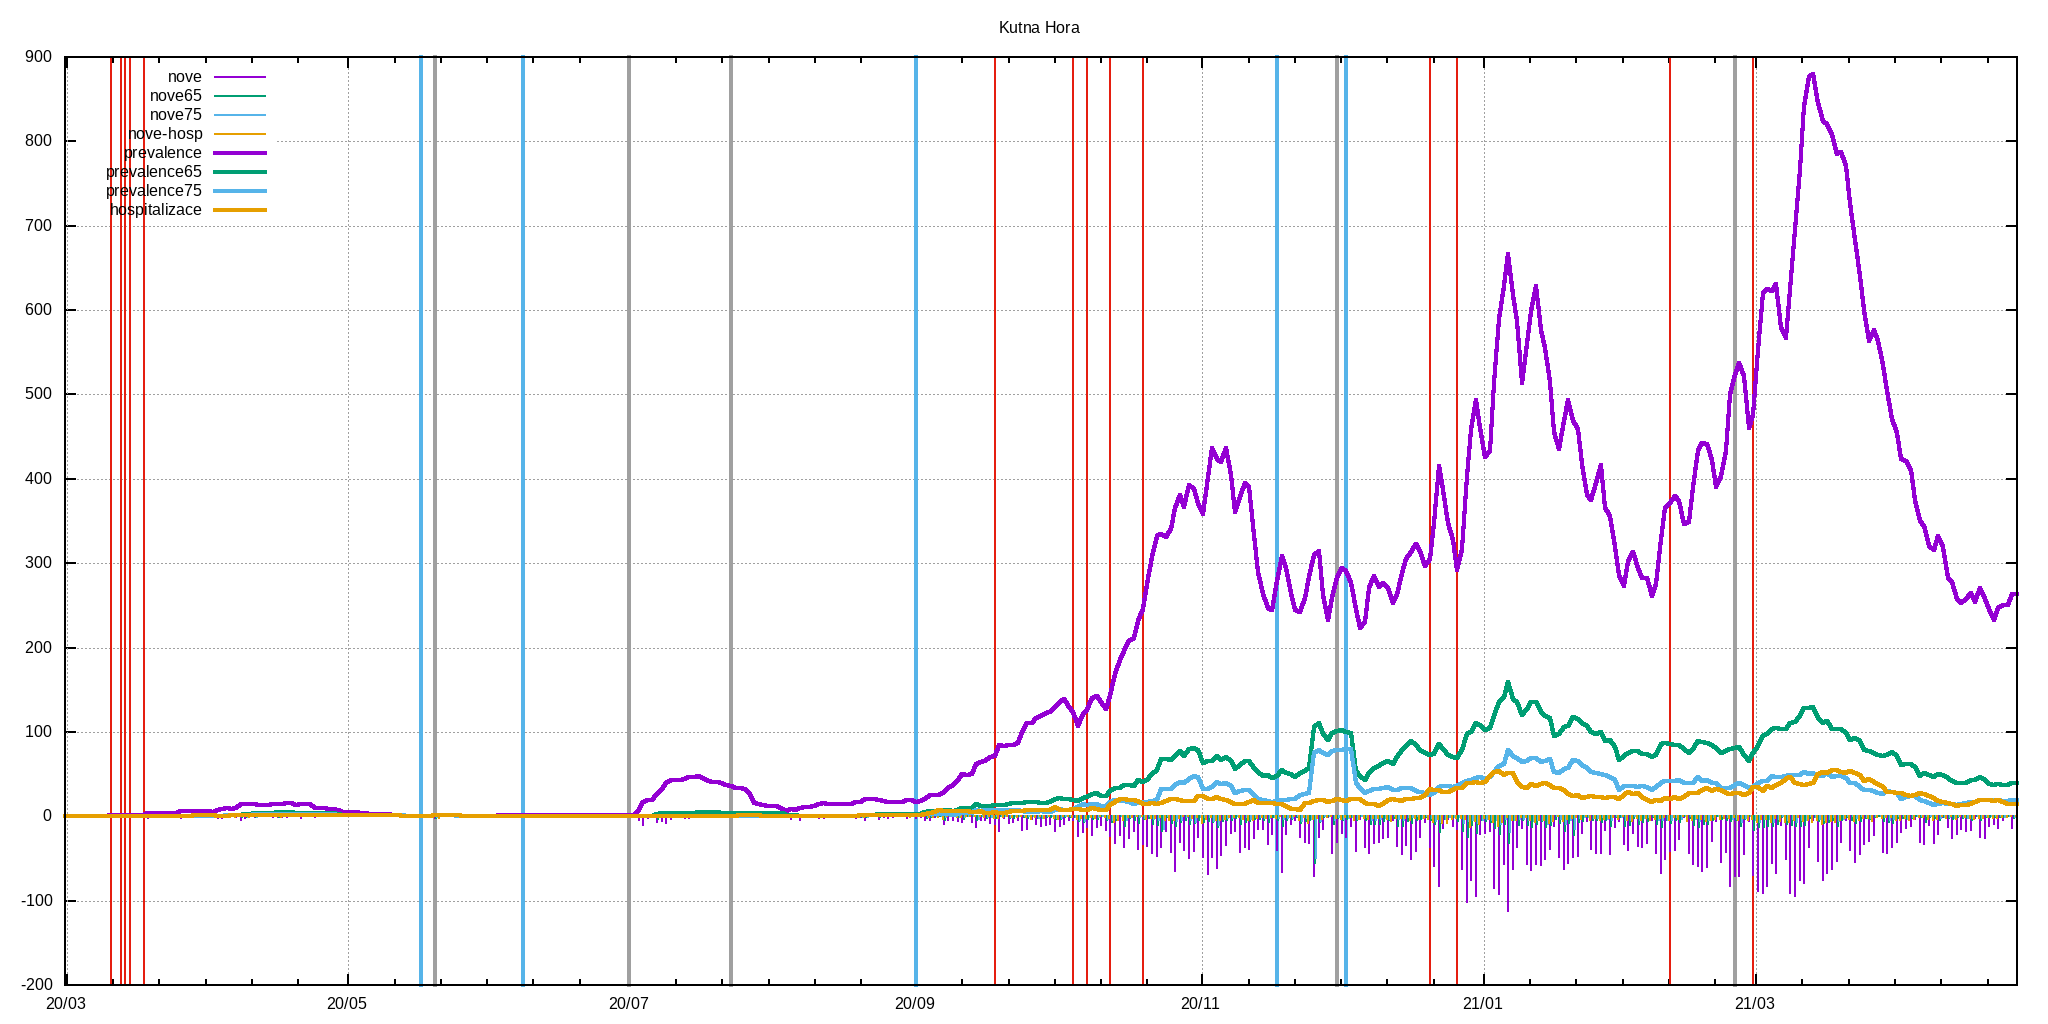 Kutna Hora
900
800
700
600
500
400
300
200
100
0
-100
-200
nove
nove65
nove75
nove-hosp
prevalence
prevalence65
prevalence75
hospitalizace
20/03
20/05
20/07
20/09
20/11
21/01
21/03